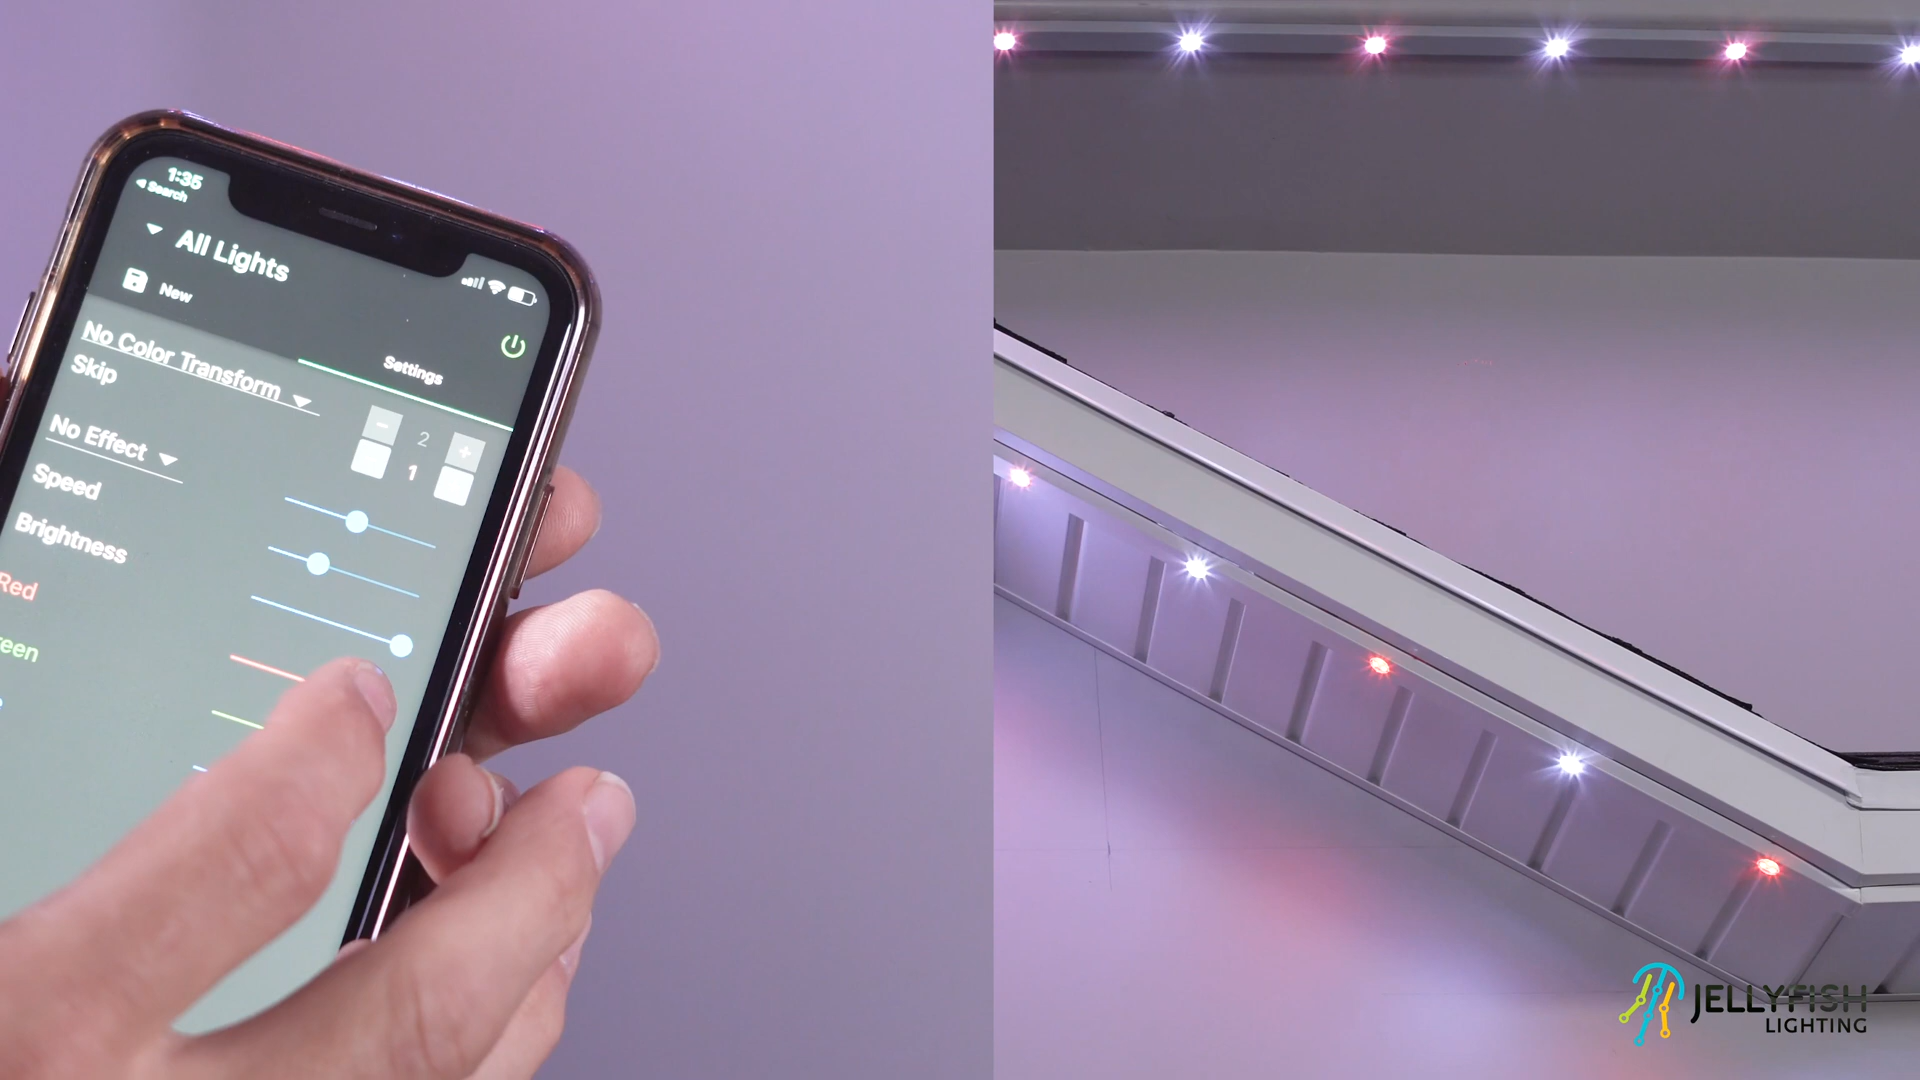 1:35
Search
All Lights
New
Settings
No Color Transform
Skip
2
No Effect
1
Speed
Brightness
Red
reen
JELLYFISH
LIGHTING